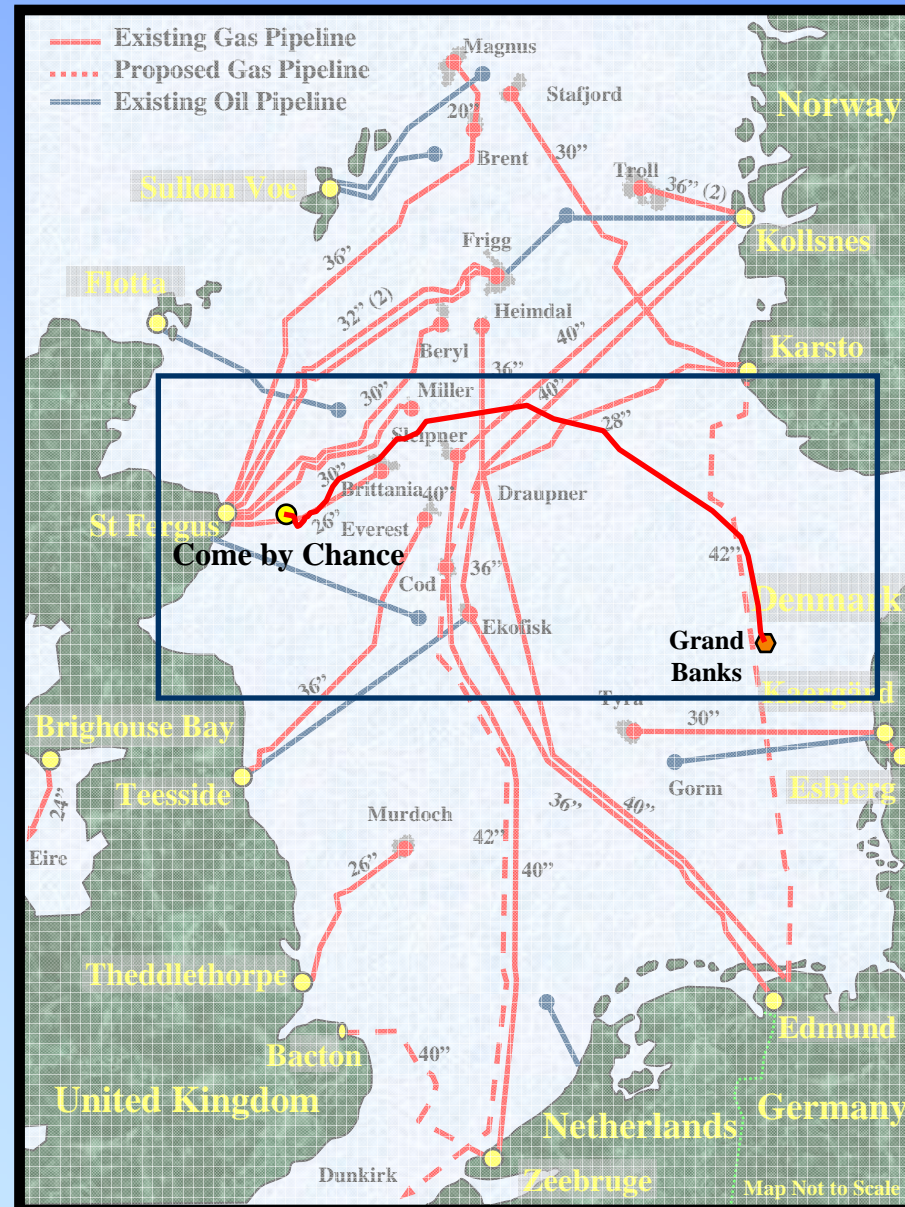 Existing Gas Pipeline
Proposed Gas Pipeline
Existing Oil Pipeline
Magnus
Stafjord
Norway
20”
Brent
30”
Troll
36” (2)
Sullom Voe
Kollsnes
Frigg
36”
Flotta
32” (2)
Heimdal
40”
Beryl
Karsto
36”
30”
Miller
40”
28”
Sleipner
30”
Brittania
40”
Draupner
St Fergus
26”
Everest
Come by Chance
42”
Cod
36”
Denmark
Ekofisk
Grand
Banks
36”
Kaergärd
Tyra
30”
Brighouse Bay
Teesside
Gorm
Esbjerg
24”
Murdoch
36”
40”
42”
Eire
26”
40”
Theddlethorpe
Edmund
Bacton
40”
United Kingdom
Netherlands
Germany
Dunkirk
Zeebruge
Map Not to Scale